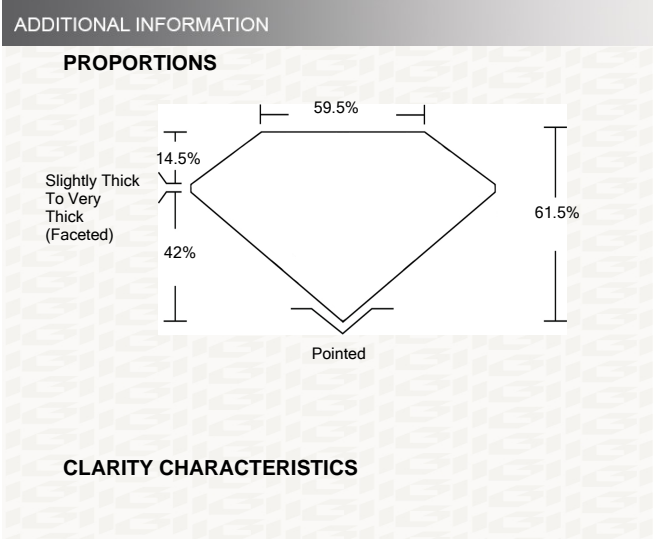 ADDITIONAL INFORMATION
PROPORTIONS
59.5%
14.5%
Slightly Thick
To Very
Thick
(Faceted)
61.5%
42%
Pointed
CLARITY CHARACTERISTICS